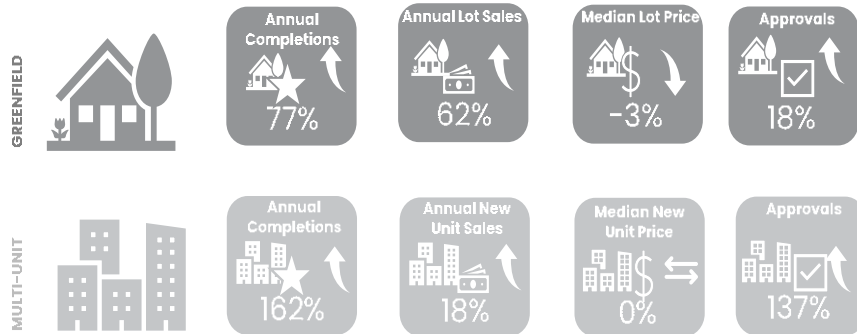 GREENFIELD
Annual
Completions
77%
Annual Lot Sales
62%
Median Lot Price
-3%
Approvals
18%
MULTI-UNIT
Annual
Completions
162%
Annual New
Unit Sales
18%
Median New
Unit Price
0%
Approvals
137%